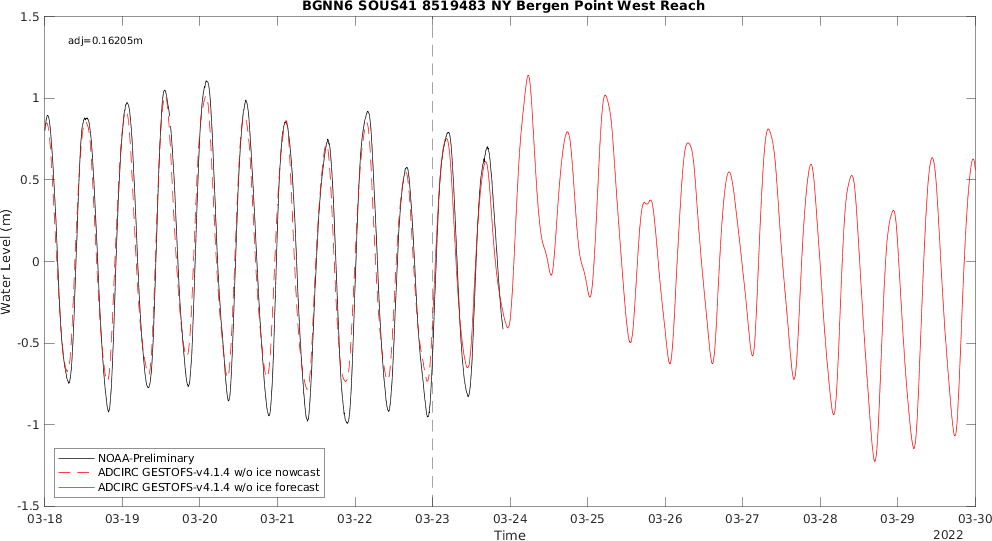 BGNN6 SOUS41 8519483 NY Bergen Point West Reach
adj=0.16205m
1.5
1
0.5
0
-0.5
-1
-1.5
Water Level (m)
NOAA-Preliminary
ADCIRC GESTOFS-v4.1.4 w/o ice nowcast
ADCIRC GESTOFS-v4.1.4 w/o ice forecast
03-18 03-19 03-20 03-21 03-22 03-23 03-24 03-25 03-26 03-27 03-28 03-29 03-30
Time
2022